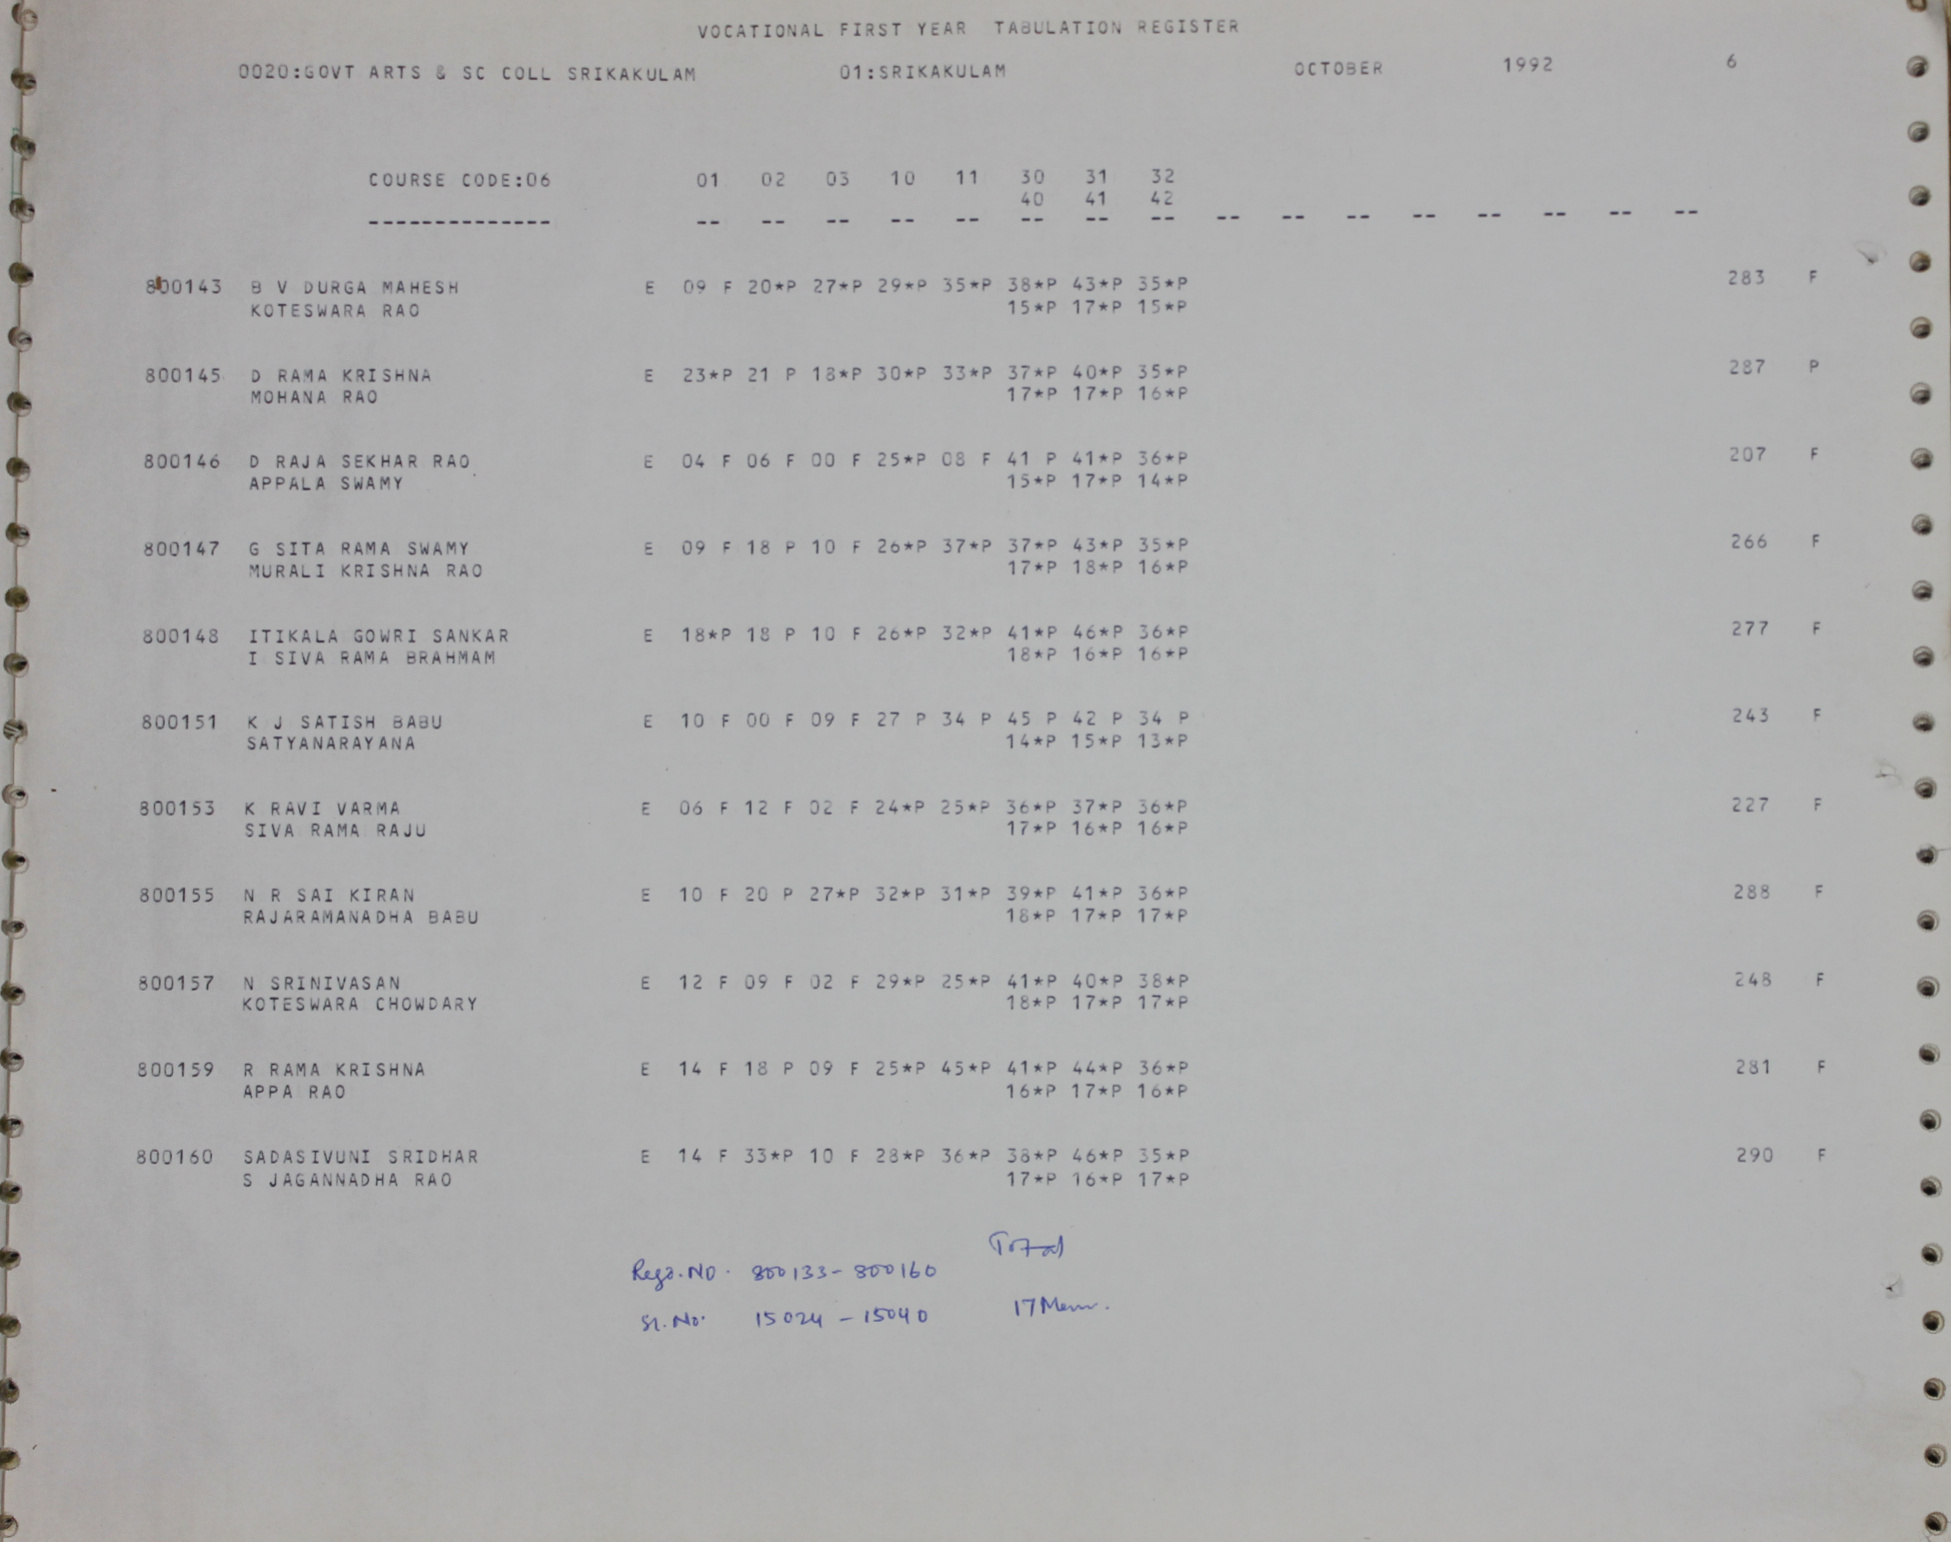 VOCATIONAL FIRST YEAR TABULATION REGISTER
0020:GOVT ARTS & SC COLL SRIKAKULAM 01:SRIKAKULAM OCTOBER 1992 6
COURSE CODE:06 01 02 03 10 11 30 31 32
40 41 42
-------------- -- -- -- -- -- -- -- -- -- -- -- -- -- -- -- --
800143 B V DURGA MAHESH E 09 F 20*P 27*P 29*P 35*P 38*P 43*P 35*P 283 F
KOTESWARA RAO 15*P 17*P 15*P
800145 D RAMA KRISHNA E 23*P 21 P 18*P 30*P 33*P 37*P 40*P 35*P 287 P
MOHANA RAO 17*P 17*P 16*P
800146 D RAJA SEKHAR RAO E 04 F 06 F 00 F 25*P 08 F 41 P 41*P 36*P 207 F
APPALA SWAMY 15*P 17*P 14*P
800147 G SITA RAMA SWAMY E 09 F 18 P 10 F 26*P 37*P 37*P 43*P 35*P 266 F
MURALI KRISHNA RAO 17*P 18*P 16*P
800148 ITIKALA GOWRI SANKAR E 18*P 18 P 10 F 26*P 32*P 41*P 46*P 36*P 277 F
I SIVA RAMA BRAHMAM 18*P 16*P 16*P
800151 K J SATISH BABU E 10 F 00 F 09 F 27 P 34 P 45 P 42 P 34 P 243 F
SATYANARAYANA 14*P 15*P 13*P
800153 K RAVI VARMA E 06 F 12 F 02 F 24*P 25*P 36*P 37*P 36*P 227 F
SIVA RAMA RAJU 17*P 16*P 16*P
800155 N R SAI KIRAN E 10 F 20 P 27*P 32*P 31*P 39*P 41*P 36*P 288 F
RAJARAMANADHA BABU 18*P 17*P 17*P
800157 N SRINIVASAN E 12 F 09 F 02 F 29*P 25*P 41*P 40*P 38*P 248 F
KOTESWARA CHOWDARY 18*P 17*P 17*P
800159 R RAMA KRISHNA E 14 F 18 P 09 F 25*P 45*P 41*P 44*P 36*P 281 F
APPA RAO 16*P 17*P 16*P
800160 SADASIVUNI SRIDHAR E 14 F 33*P 10 F 28*P 36*P 38*P 46*P 35*P 290 F
S JAGANNADHA RAO 17*P 16*P 17*P
Total
Regd.No. 800133-800160
Sl.No. 15024-15040 17